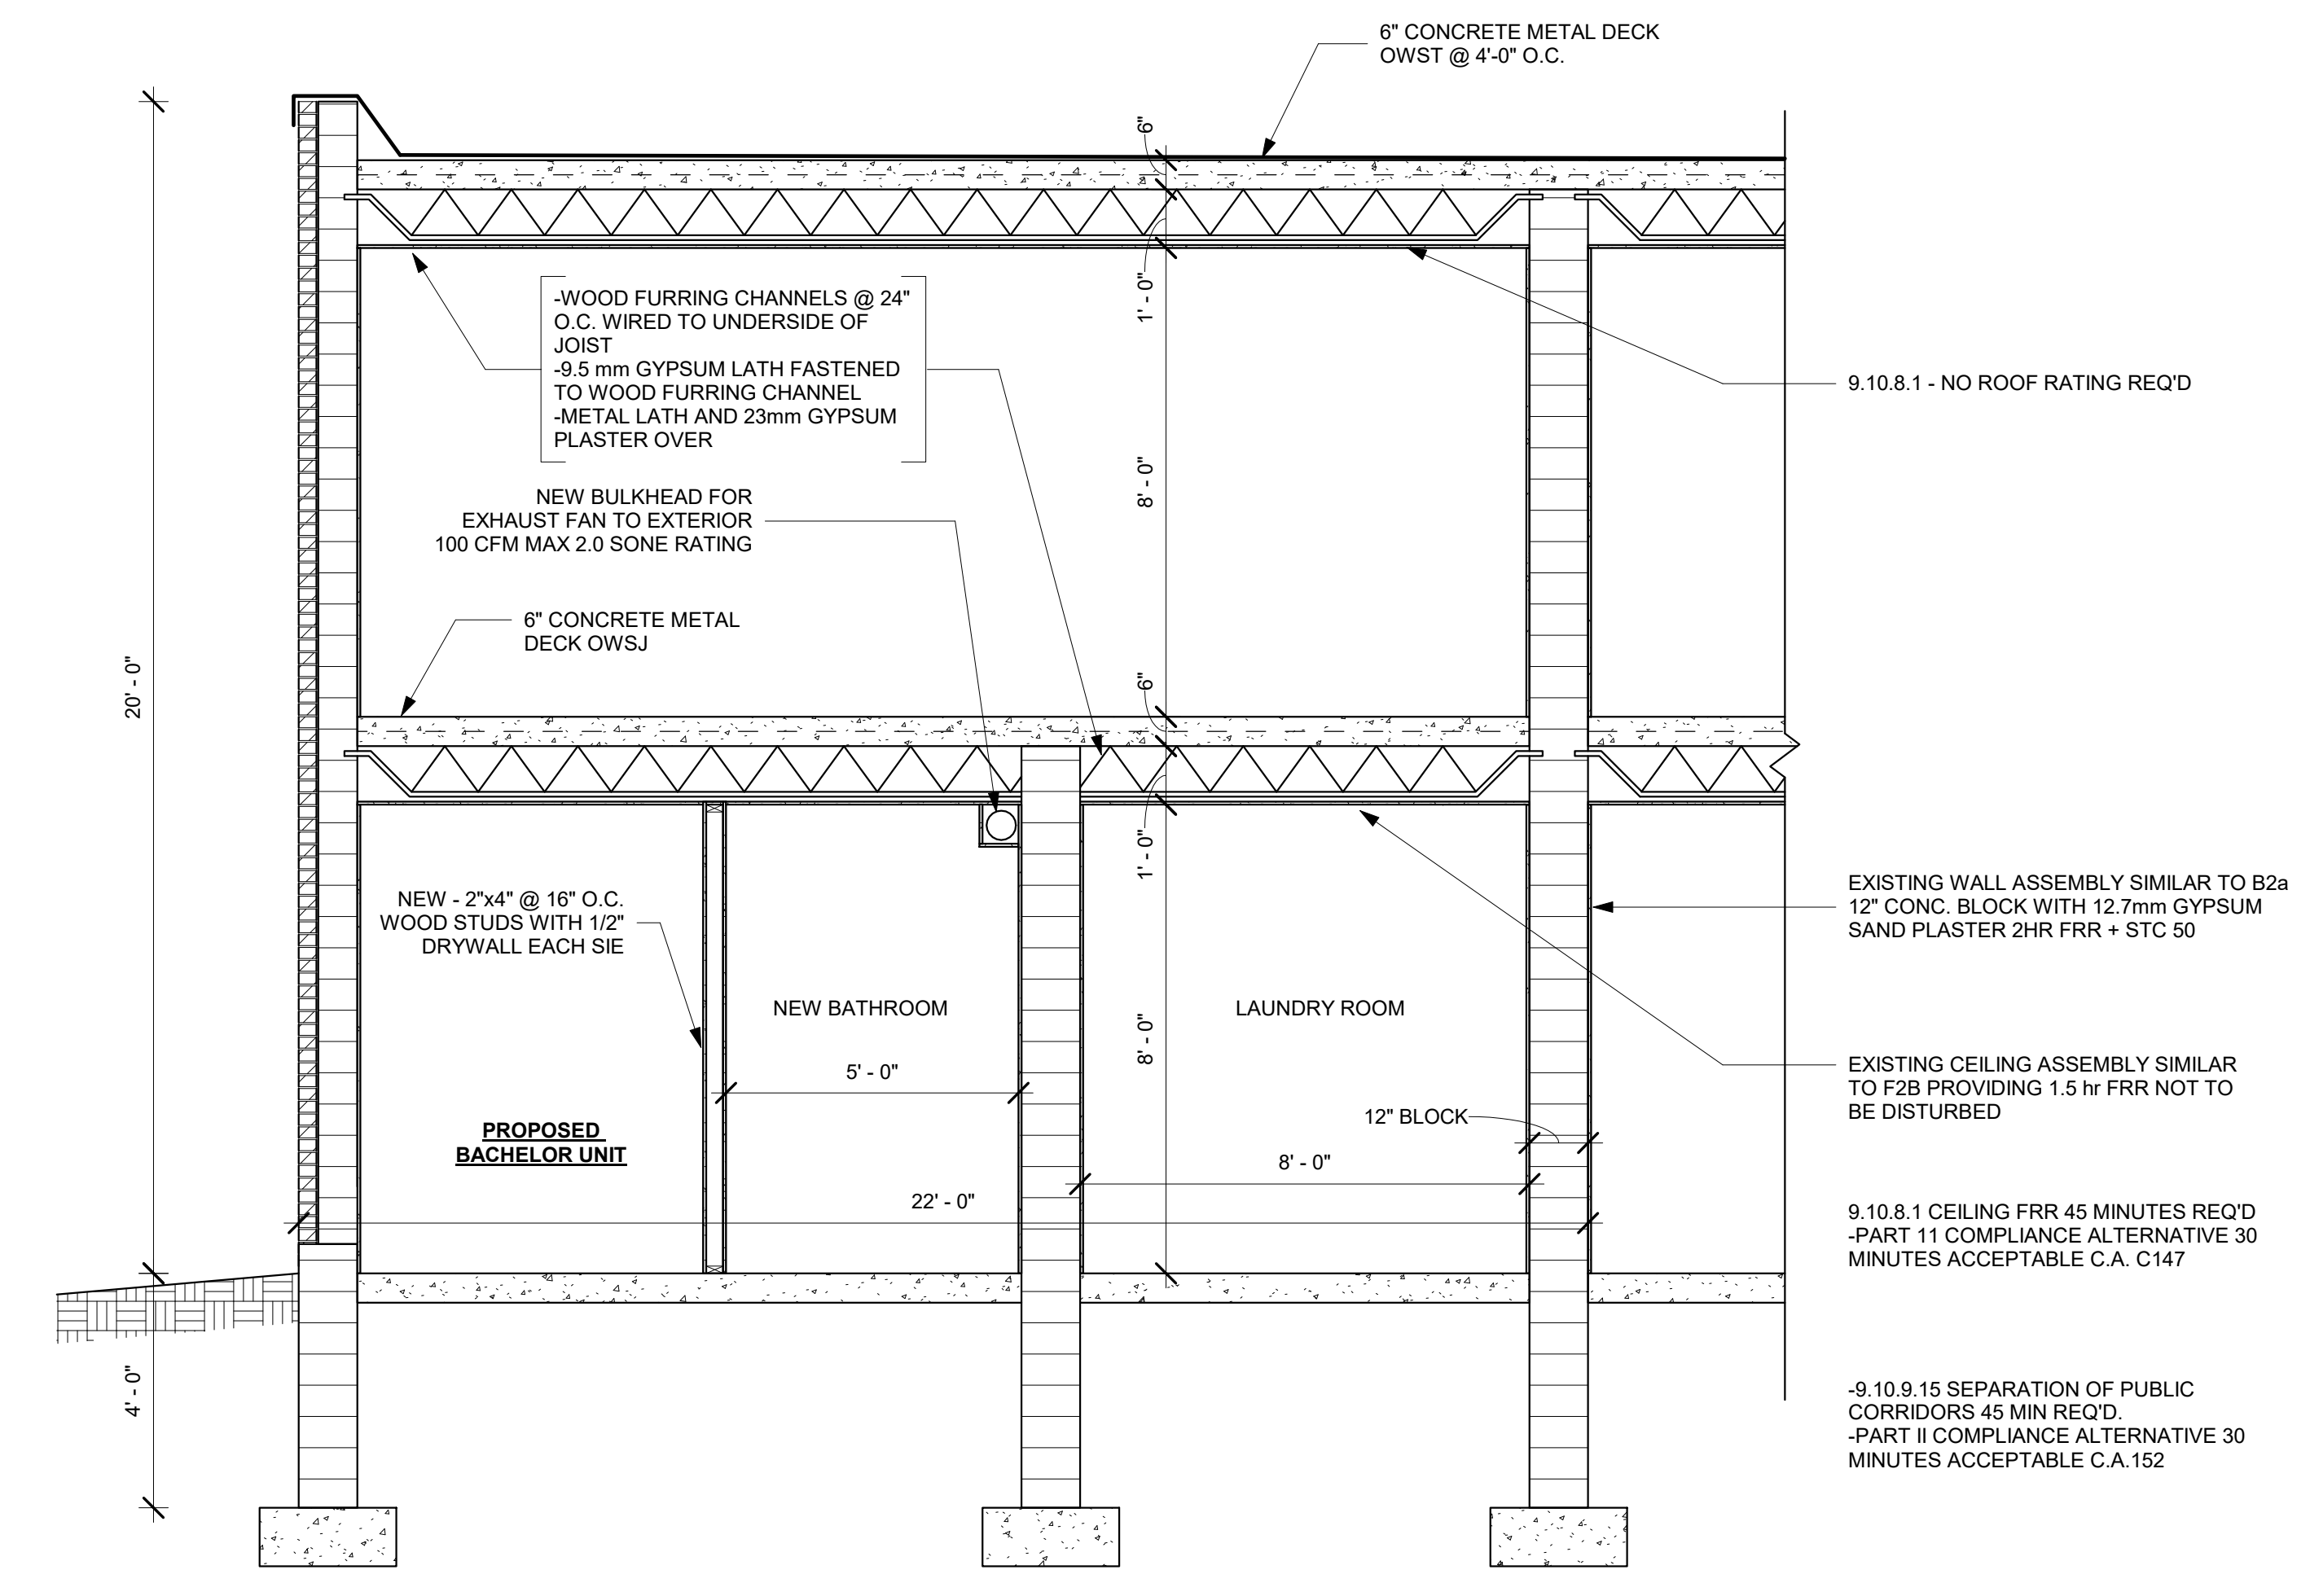 6" CONCRETE METAL DECK
OWST @ 4'-0" O.C.
6"
1' - 0"
-WOOD FURRING CHANNELS @ 24"
O.C. WIRED TO UNDERSIDE OF
JOIST
-9.5 mm GYPSUM LATH FASTENED
TO WOOD FURRING CHANNEL
-METAL LATH AND 23mm GYPSUM
PLASTER OVER
9.10.8.1 - NO ROOF RATING REQ'D
8' - 0"
NEW BULKHEAD FOR
EXHAUST FAN TO EXTERIOR
100 CFM MAX 2.0 SONE RATING
6" CONCRETE METAL
DECK OWSJ
20' - 0"
6"
1' - 0"
NEW - 2"x4" @ 16" O.C.
WOOD STUDS WITH 1/2"
DRYWALL EACH SIE
EXISTING WALL ASSEMBLY SIMILAR TO B2a
12" CONC. BLOCK WITH 12.7mm GYPSUM
SAND PLASTER 2HR FRR + STC 50
NEW BATHROOM
LAUNDRY ROOM
8' - 0"
5' - 0"
EXISTING CEILING ASSEMBLY SIMILAR
TO F2B PROVIDING 1.5 hr FRR NOT TO
BE DISTURBED
12" BLOCK
PROPOSED
BACHELOR UNIT
8' - 0"
22' - 0"
9.10.8.1 CEILING FRR 45 MINUTES REQ'D
-PART 11 COMPLIANCE ALTERNATIVE 30
MINUTES ACCEPTABLE C.A. C147
4' - 0"
-9.10.9.15 SEPARATION OF PUBLIC
CORRIDORS 45 MIN REQ'D.
-PART II COMPLIANCE ALTERNATIVE 30
MINUTES ACCEPTABLE C.A.152